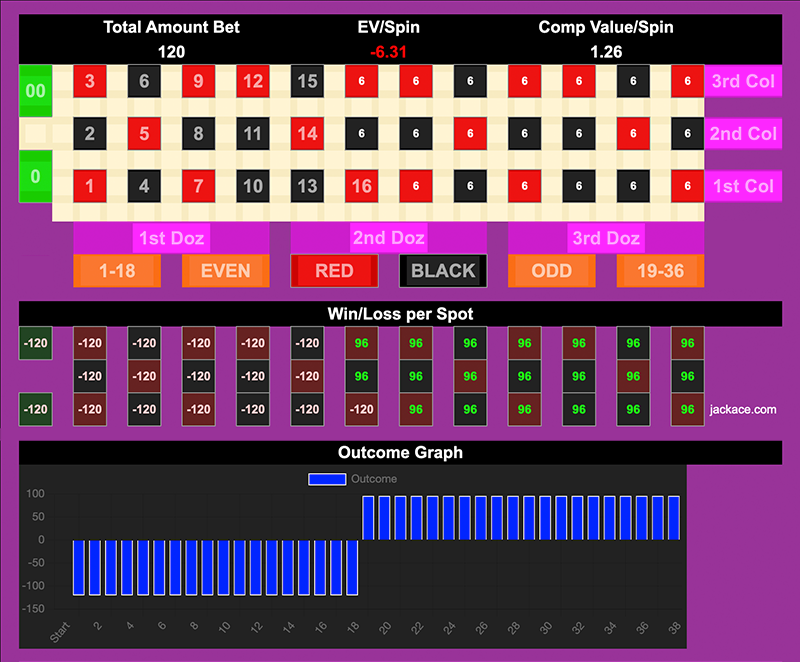 Total Amount Bet EV/Spin Comp Value/Spin
120 -6.31 1.26
00 3 6 9 12 15 6 6 6 6 6 6 6 3rd Col
2 5 8 11 14 6 6 6 6 6 6 6 2nd Col
0 1 4 7 10 13 16 6 6 6 6 6 6 1st Col
1st Doz 2nd Doz 3rd Doz
1-18 EVEN RED BLACK ODD 19-36
Win/Loss per Spot
-120 -120 -120 -120 -120 -120 96 96 96 96 96 96 96
-120 -120 -120 -120 -120 96 96 96 96 96 96 96
-120 -120 -120 -120 -120 -120 -120 96 96 96 96 96 96 jackace.com
Outcome Graph
Outcome
100
50
0
-50
-100
-150
Start 2 4 6 8 10 12 14 16 18 20 22 24 26 28 30 32 34 36 38